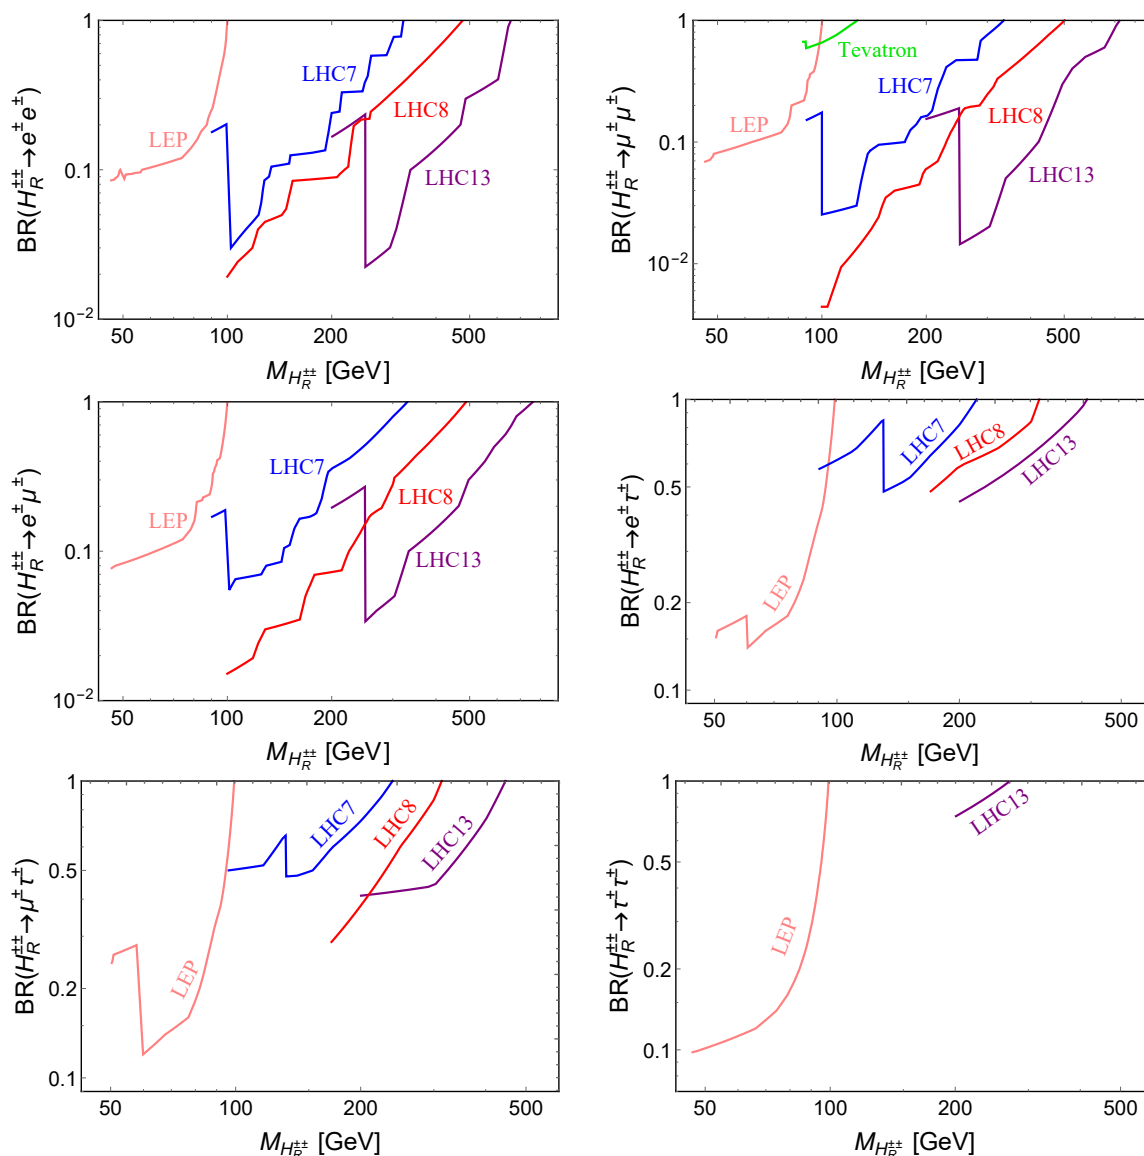 BR(H_R^{±±}→e^±e^±)
1
0.1
10^{-2}
LEP
LHC7
LHC8
LHC13
50 100 200 500
M_{H_R^{±±}} [GeV]
BR(H_R^{±±}→μ^±μ^±)
1
0.1
10^{-2}
Tevatron
LEP
LHC7
LHC8
LHC13
50 100 200 500
M_{H_R^{±±}} [GeV]
BR(H_R^{±±}→e^±μ^±)
1
0.1
10^{-2}
LEP
LHC7
LHC8
LHC13
50 100 200 500
M_{H_R^{±±}} [GeV]
BR(H_R^{±±}→e^±τ^±)
1
0.5
0.2
0.1
LEP
LHC7
LHC8
LHC13
50 100 200 500
M_{H_R^{±±}} [GeV]
BR(H_R^{±±}→μ^±τ^±)
1
0.5
0.2
0.1
LEP
LHC7
LHC8
LHC13
50 100 200 500
M_{H_R^{±±}} [GeV]
BR(H_R^{±±}→τ^±τ^±)
1
0.5
0.2
0.1
LEP
LHC13
50 100 200 500
M_{H_R^{±±}} [GeV]